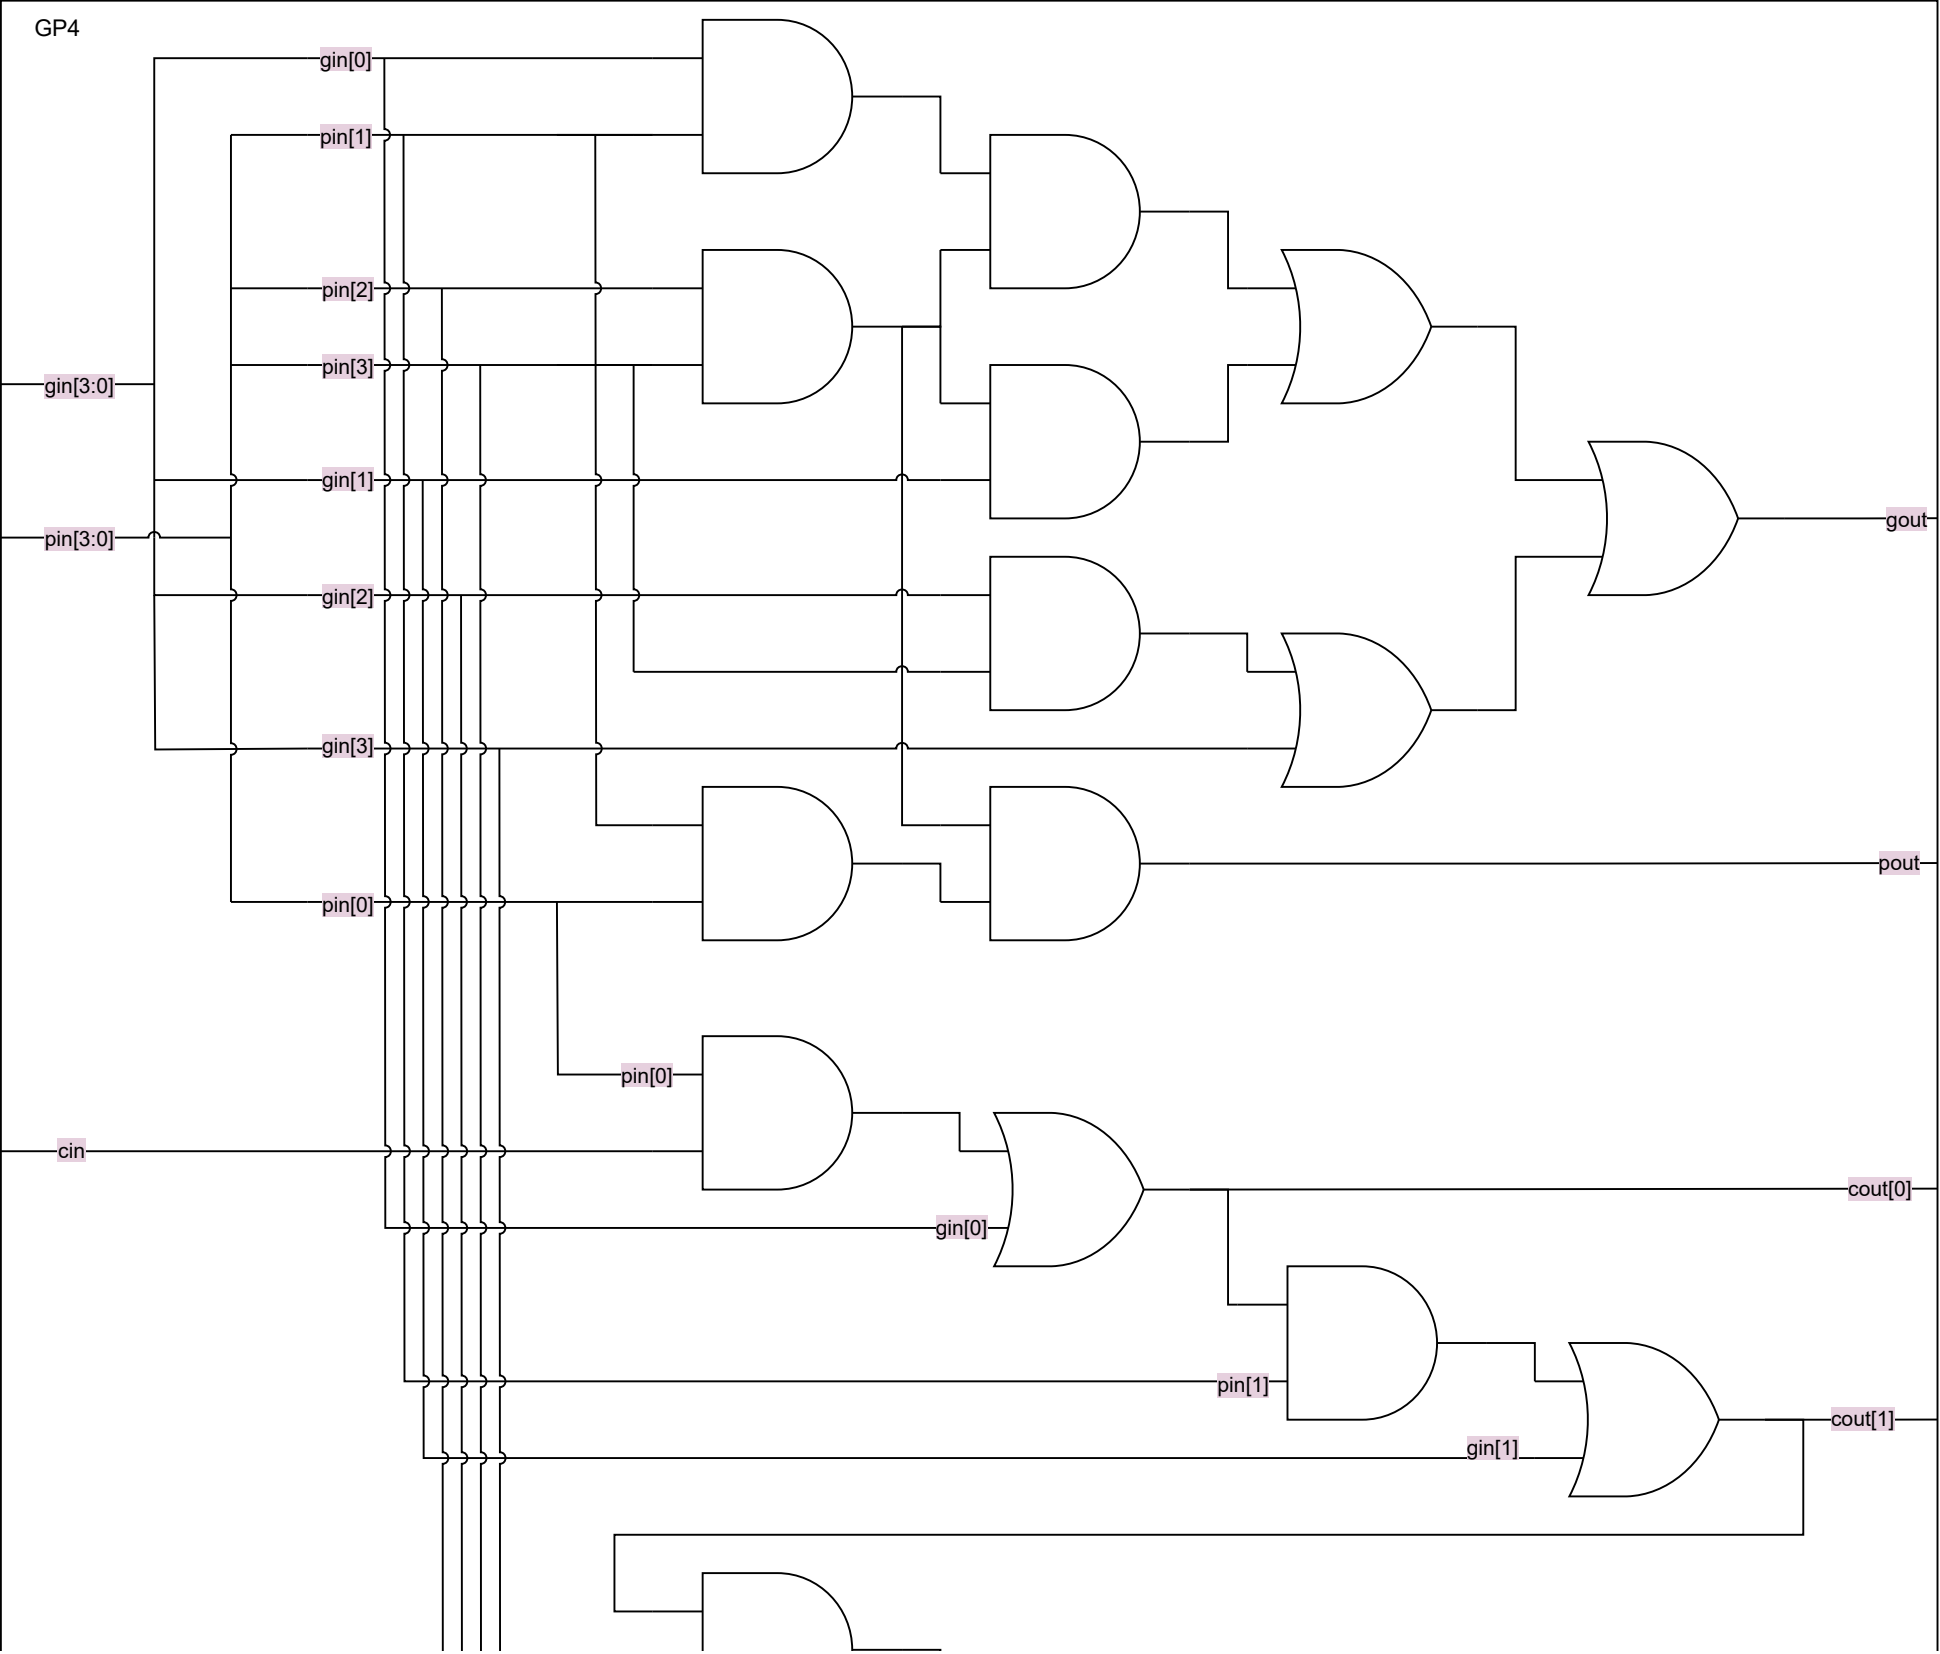 GP4
gin[0]
pin[1]
pin[2]
pin[3]
gin[3:0]
gin[1]
gout
pin[3:0]
gin[2]
gin[3]
pout
pin[0]
pin[0]
cin
cout[0]
gin[0]
pin[1]
cout[1]
gin[1]